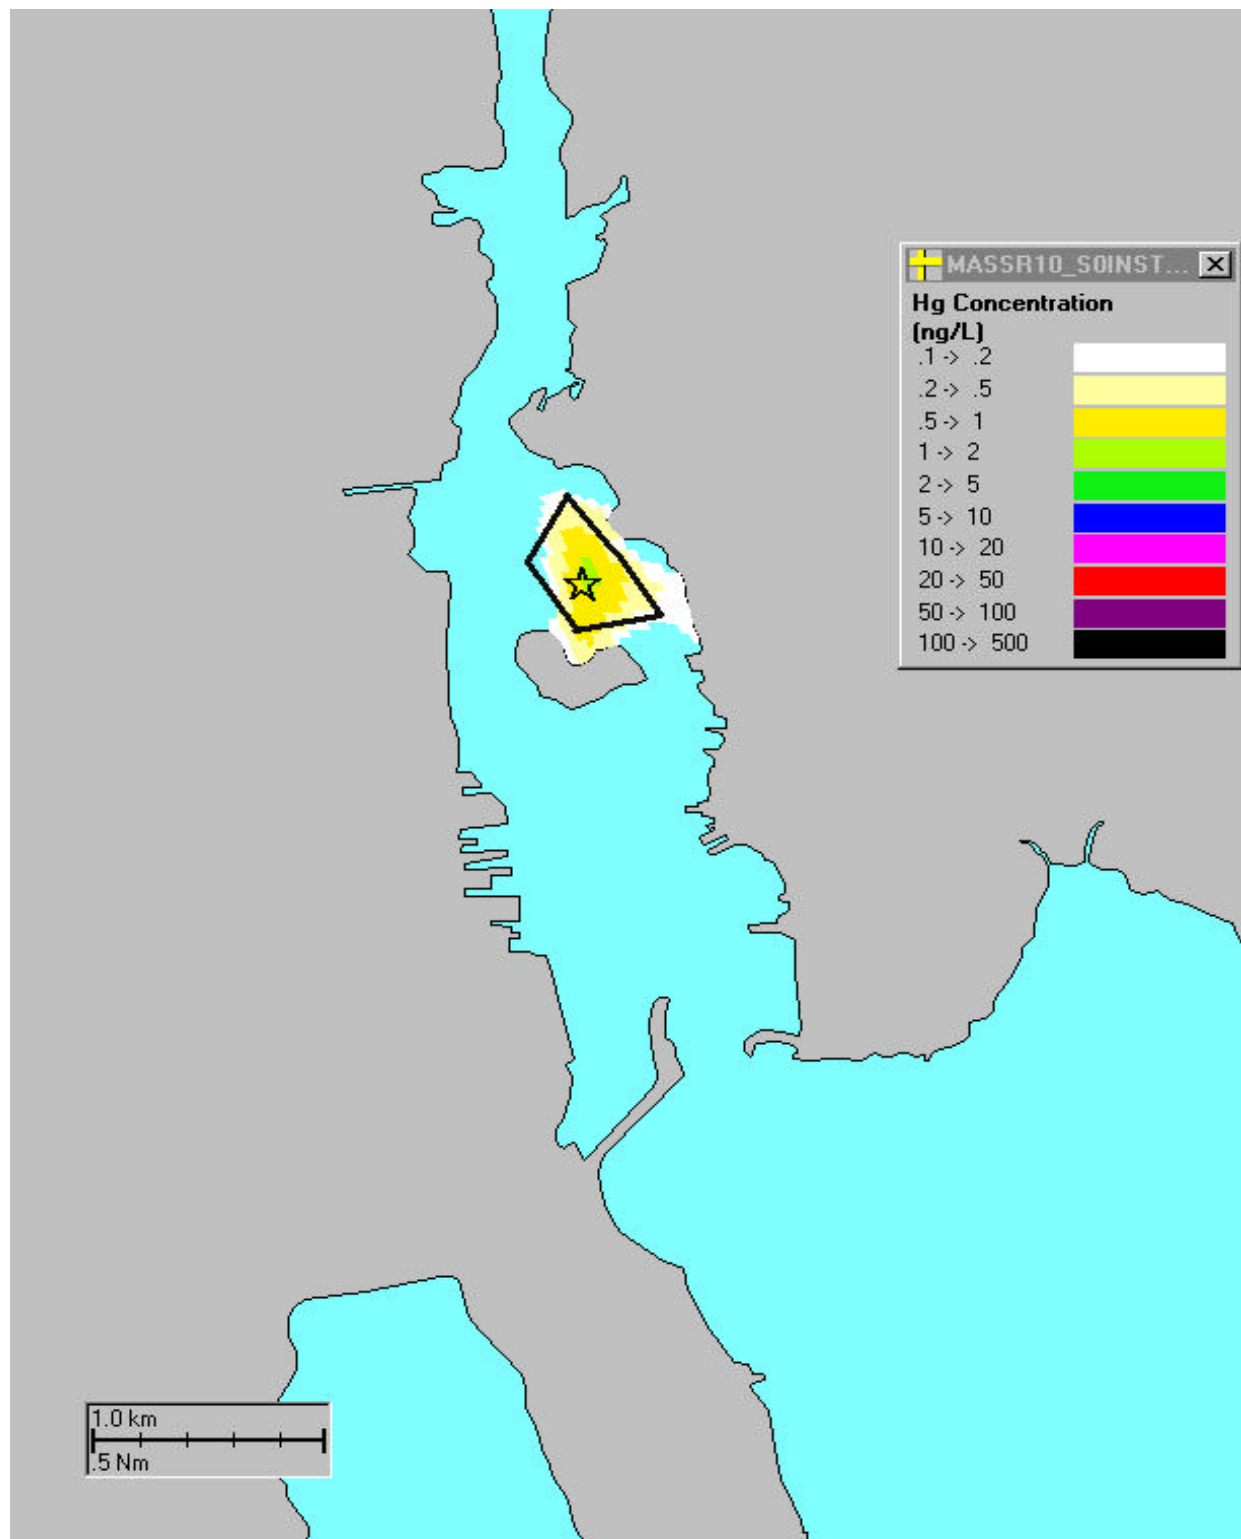 MASSR10_S0INST...
Hg Concentration
(ng/L)
.1 -> .2
.2 -> .5
.5 -> 1
1 -> 2
2 -> 5
5 -> 10
10 -> 20
20 -> 50
50 -> 100
100 -> 500
1.0 km
.5 Nm